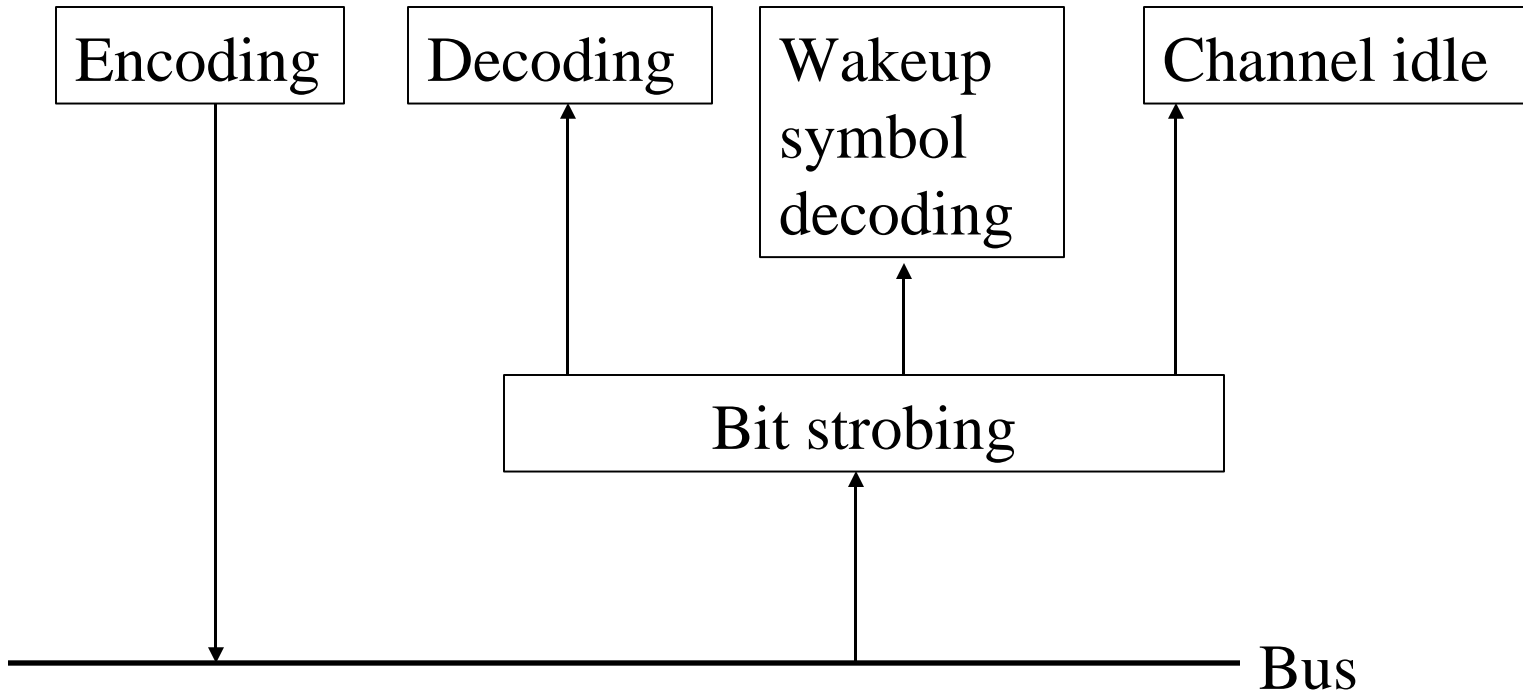 Encoding
Decoding
Wakeup
symbol
decoding
Channel idle
Bit strobing
Bus